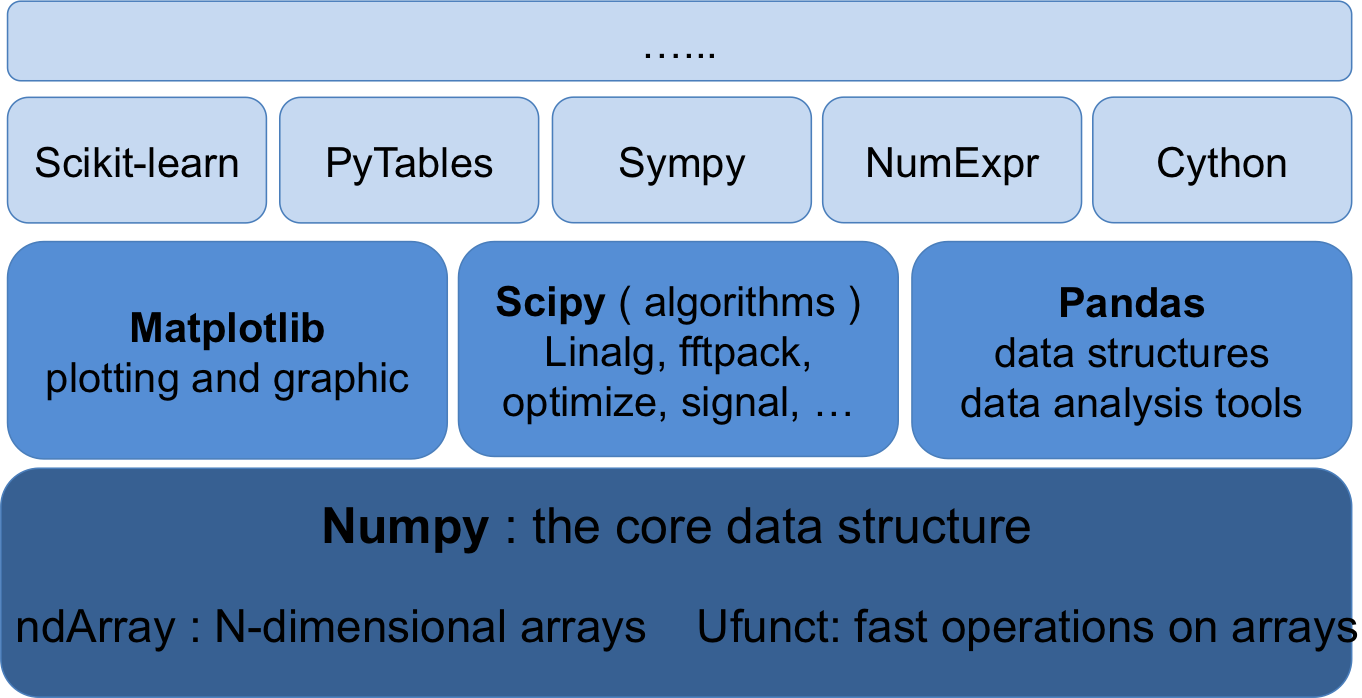 …...
Scikit-learn
PyTables
Sympy
NumExpr
Cython
Matplotlib
plotting and graphic
Scipy ( algorithms )
Linalg, fftpack,
optimize, signal, …
Pandas
data structures
data analysis tools
Numpy : the core data structure
ndArray : N-dimensional arrays
Ufunct: fast operations on arrays